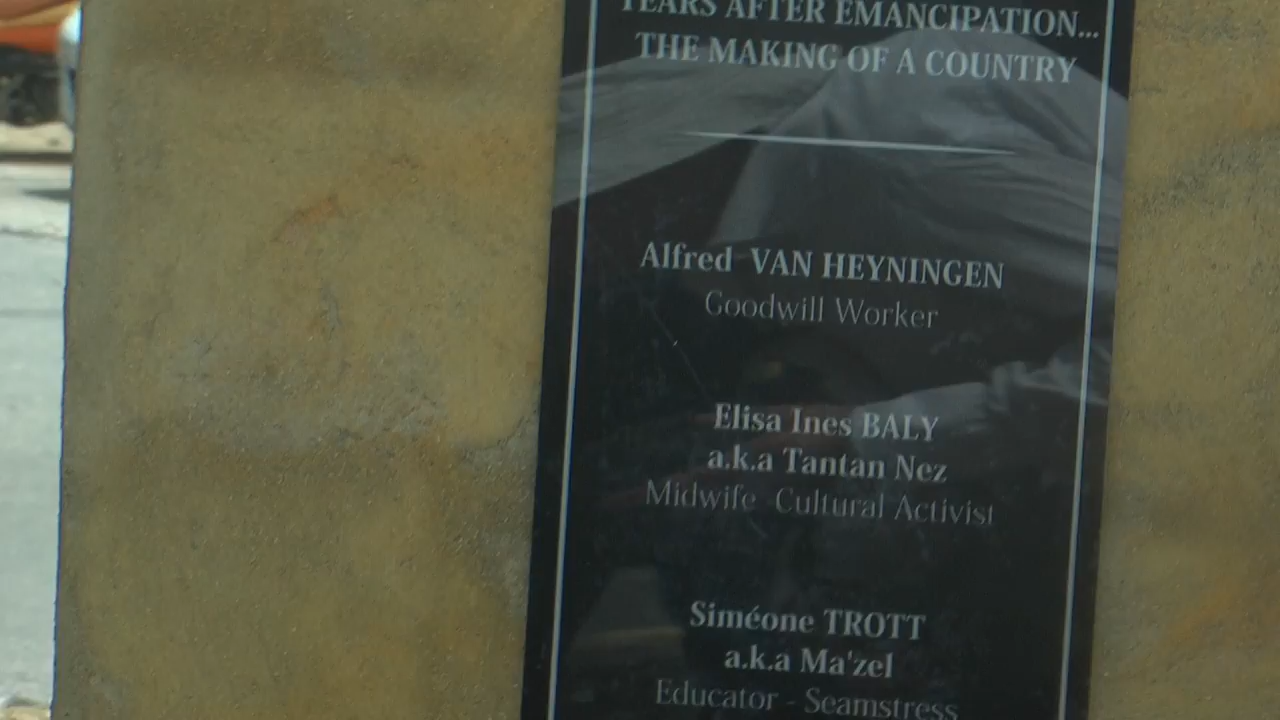 YEARS AFTER EMANCIPATION...
THE MAKING OF A COUNTRY
Alfred VAN HEYNINGEN
Goodwill Worker
Elisa Ines BALY
a.k.a Tantan Nez
Midwife Cultural Activist
Siméone TROTT
a.k.a Ma'zel
Educator - Seamstress